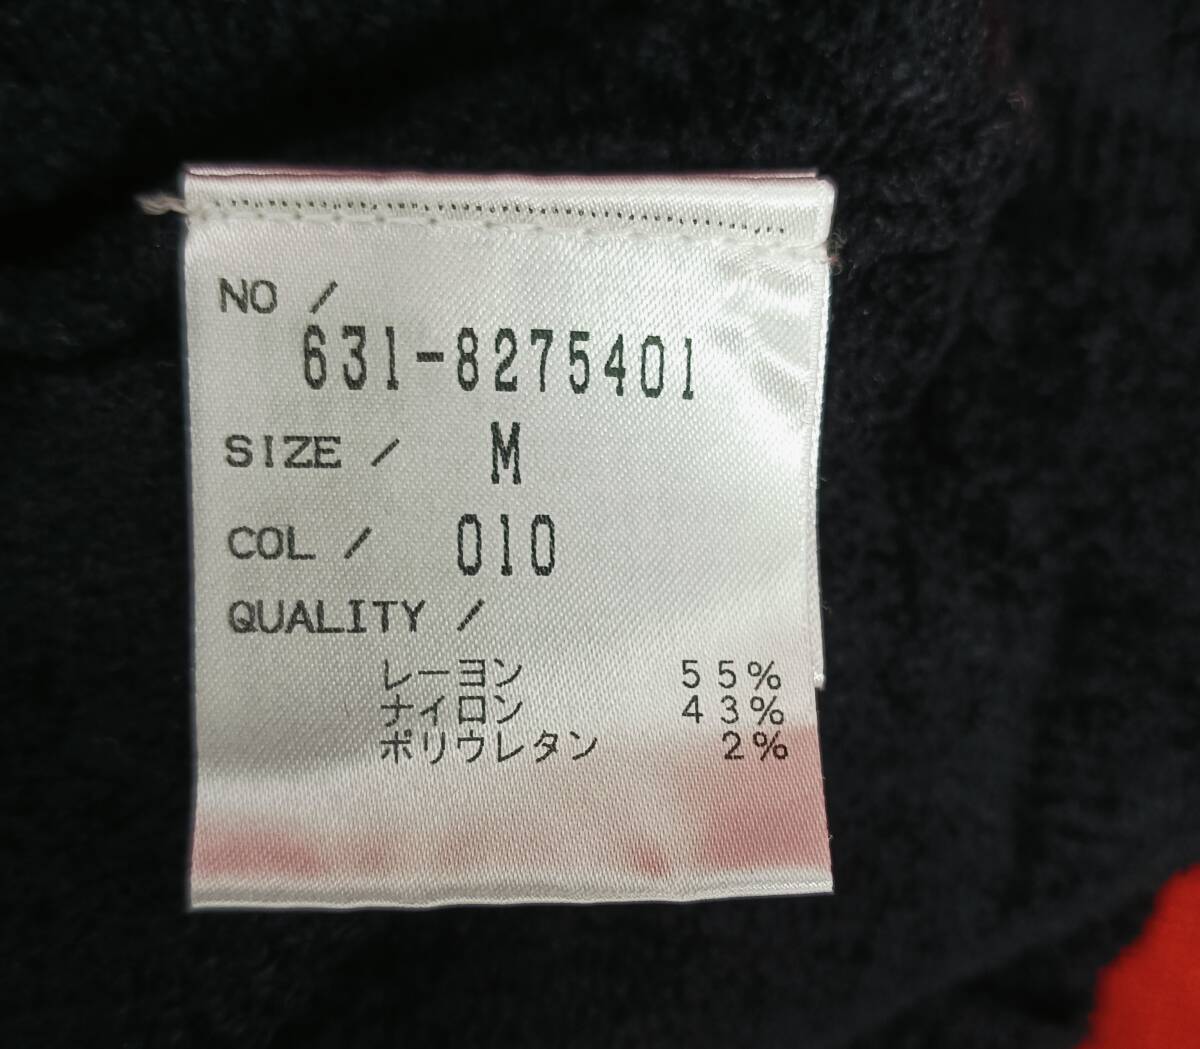 NO /
631-8275401
SIZE / M
COL / 010
QUALITY /
レーヨン 55%
ナイロン 43%
ポリウレタン 2%